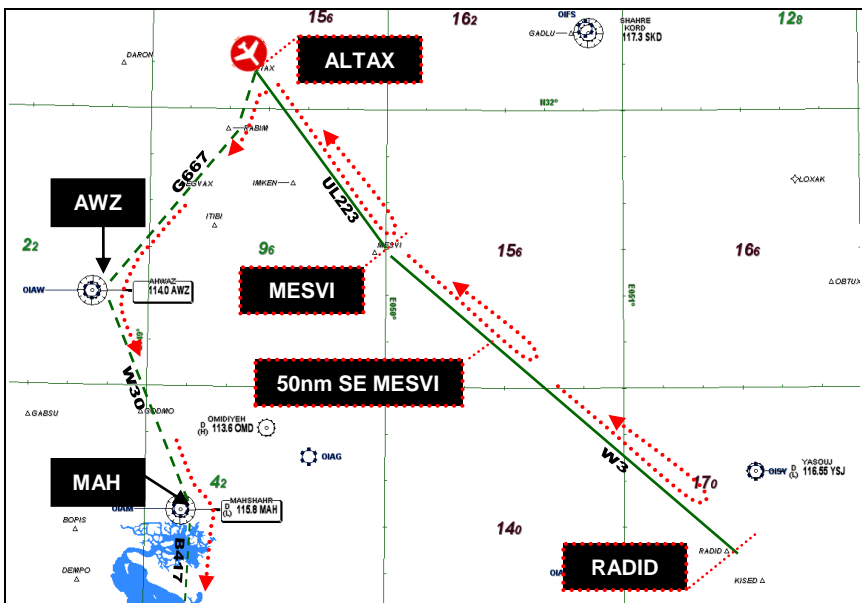 15₆
16₂
12₈
OIFS
SHAHRE
KORD
117.3 SKD
GADLU
DARON
ALTAX
TAX
N32°
RABIM
G667
EGVAX
IMKEN
UL223
LOXAK
AWZ
ITIBI
2₂
9₆
MESVI
15₆
16₆
OBTUX
OIAW
AHWAZ
114.0 AWZ
MESVI
E050°
E051°
50nm SE MESVI
W30
GABSU
GODMO
OMIDIYEH
D
(H) 113.6 OMD
OIAG
W3
MAH
4₂
17₀
OISY
D
(L)
YASOUJ
116.55 YSJ
OIAM
MAHSHAHR
D
(L) 115.8 MAH
BOPIS
14₀
B417
RADID
RADID
DEMPO
KISED